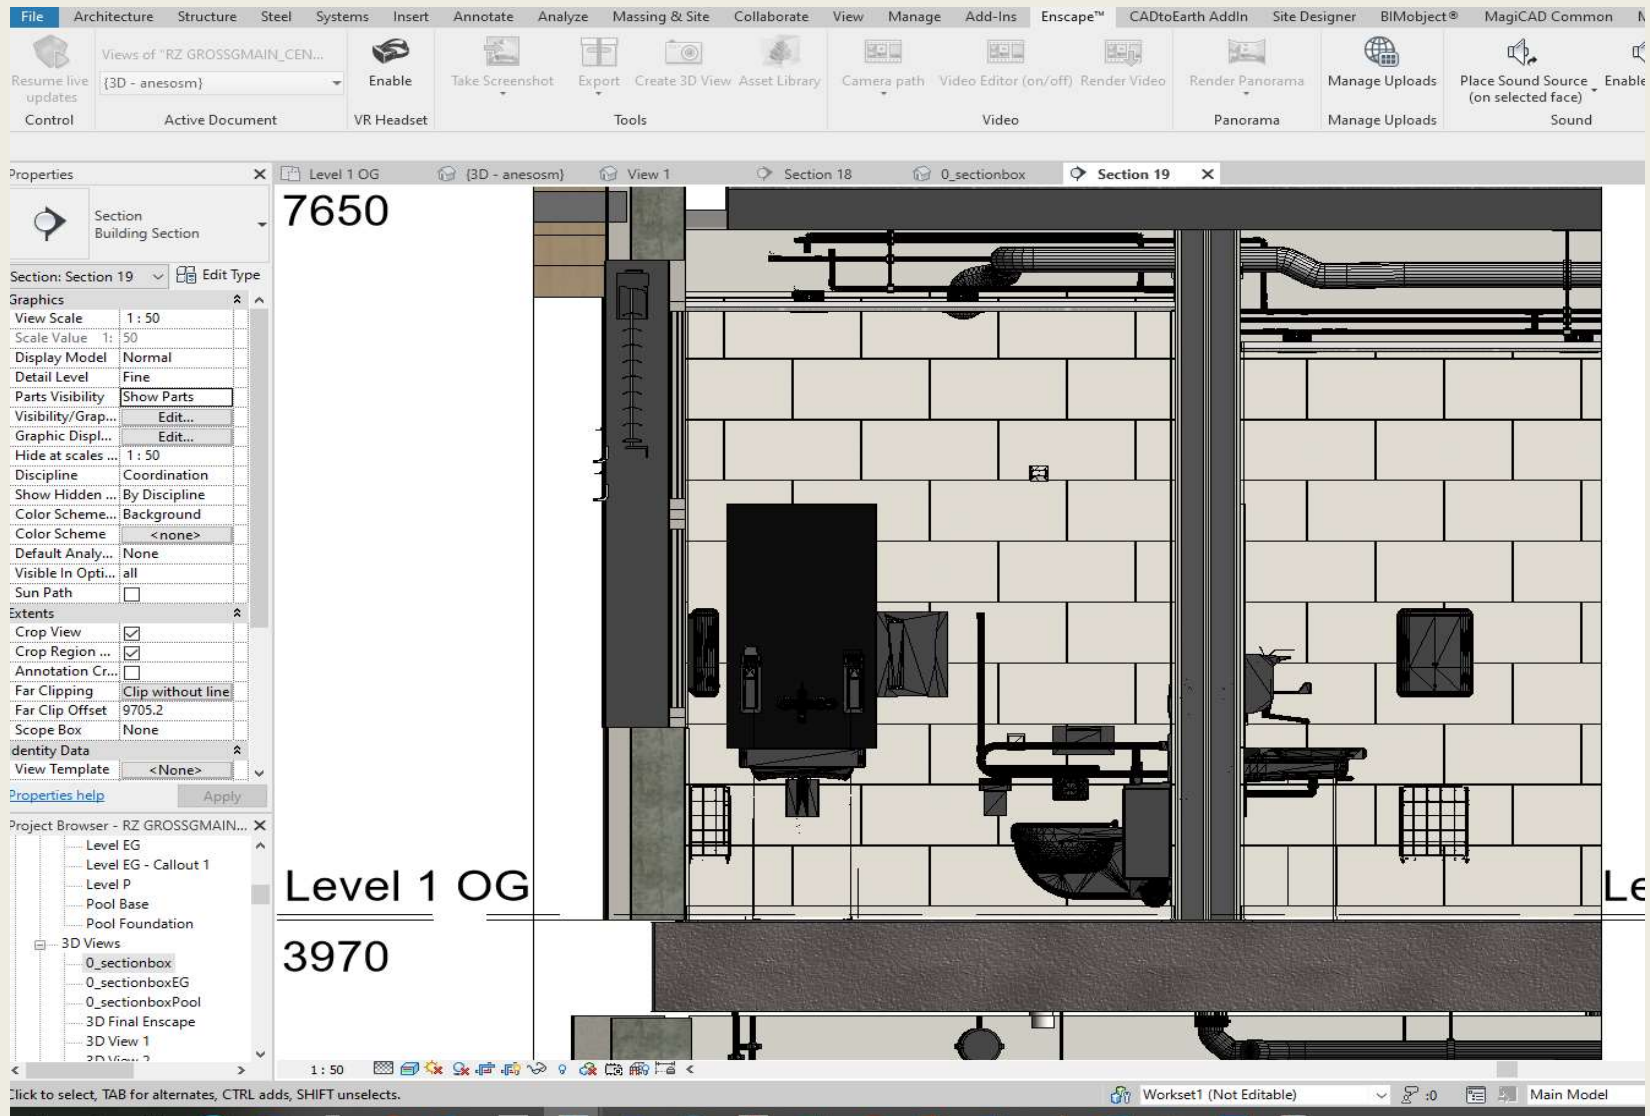 File Architecture Structure Steel Systems Insert Annotate Analyze Massing & Site Collaborate View Manage Add-Ins Enscape™ CADtoEarth AddIn Site Designer BIMobject® MagiCAD Common
Views of "RZ GROSSGMAIN_CEN...
Resume live updates
{3D - anesosm}
Enable
Take Screenshot
Export
Create 3D View
Asset Library
Camera path
Video Editor (on/off)
Render Video
Render Panorama
Manage Uploads
Place Sound Source
(on selected face)
Enable
Control Active Document VR Headset Tools Video Panorama Manage Uploads Sound
Properties
Level 1 OG {3D - anesosm} View 1 Section 18 0_sectionbox Section 19
Section
Building Section
Section: Section 19 Edit Type
Graphics
View Scale 1 : 50
Scale Value 1: 50
Display Model Normal
Detail Level Fine
Parts Visibility Show Parts
Visibility/Grap... Edit...
Graphic Displ... Edit...
Hide at scales ... 1 : 50
Discipline Coordination
Show Hidden ... By Discipline
Color Scheme... Background
Color Scheme <none>
Default Analy... None
Visible In Opti... all
Sun Path
Extents
Crop View
Crop Region ...
Annotation Cr...
Far Clipping Clip without line
Far Clip Offset 9705.2
Scope Box None
Identity Data
View Template <None>
Properties help Apply
Project Browser - RZ GROSSGMAIN...
Level EG
Level EG - Callout 1
Level P
Pool Base
Pool Foundation
3D Views
0_sectionbox
0_sectionboxEG
0_sectionboxPool
3D Final Enscape
3D View 1
3D View 2
7650
Level 1 OG
Le
3970
1 : 50
Click to select, TAB for alternates, CTRL adds, SHIFT unselects.
Workset1 (Not Editable)
:0
Main Model